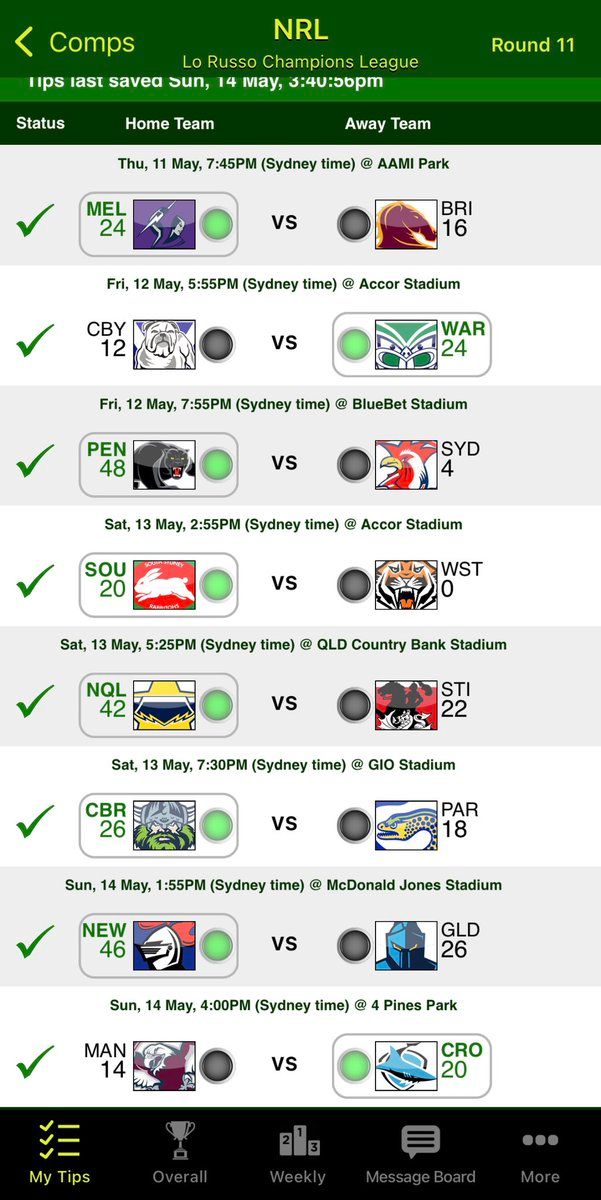 Comps
NRL
Round 11
Lo Russo Champions League
Tips last saved Sun, 14 May, 3:40:56pm
Status Home Team Away Team
Thu, 11 May, 7:45PM (Sydney time) @ AAMI Park
MEL 24 VS BRI 16
Fri, 12 May, 5:55PM (Sydney time) @ Accor Stadium
CBY 12 VS WAR 24
Fri, 12 May, 7:55PM (Sydney time) @ BlueBet Stadium
PEN 48 VS SYD 4
Sat, 13 May, 2:55PM (Sydney time) @ Accor Stadium
SOUTH SYDNEY
SOU 20 VS WST 0
RABBITOHS
Sat, 13 May, 5:25PM (Sydney time) @ QLD Country Bank Stadium
NQL 42 VS STI 22
Sat, 13 May, 7:30PM (Sydney time) @ GIO Stadium
CBR 26 VS PAR 18
Sun, 14 May, 1:55PM (Sydney time) @ McDonald Jones Stadium
NEW 46 VS GLD 26
Sun, 14 May, 4:00PM (Sydney time) @ 4 Pines Park
MAN 14 VS CRO 20
2 1 3
My Tips Overall Weekly Message Board More